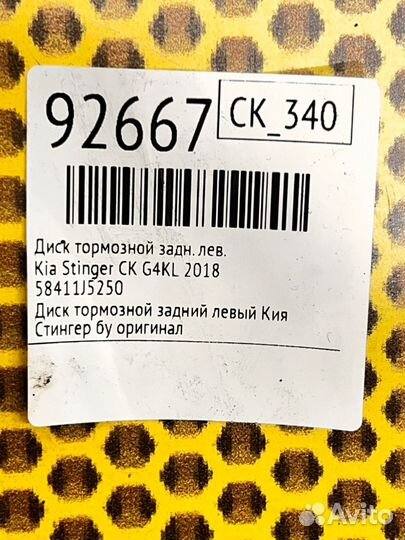 92667
CK_340
Диск тормозной задн. лев.
Kia Stinger CK G4KL 2018
58411J5250
Диск тормозной задний левый Кия
Стингер бу оригинал
Avito